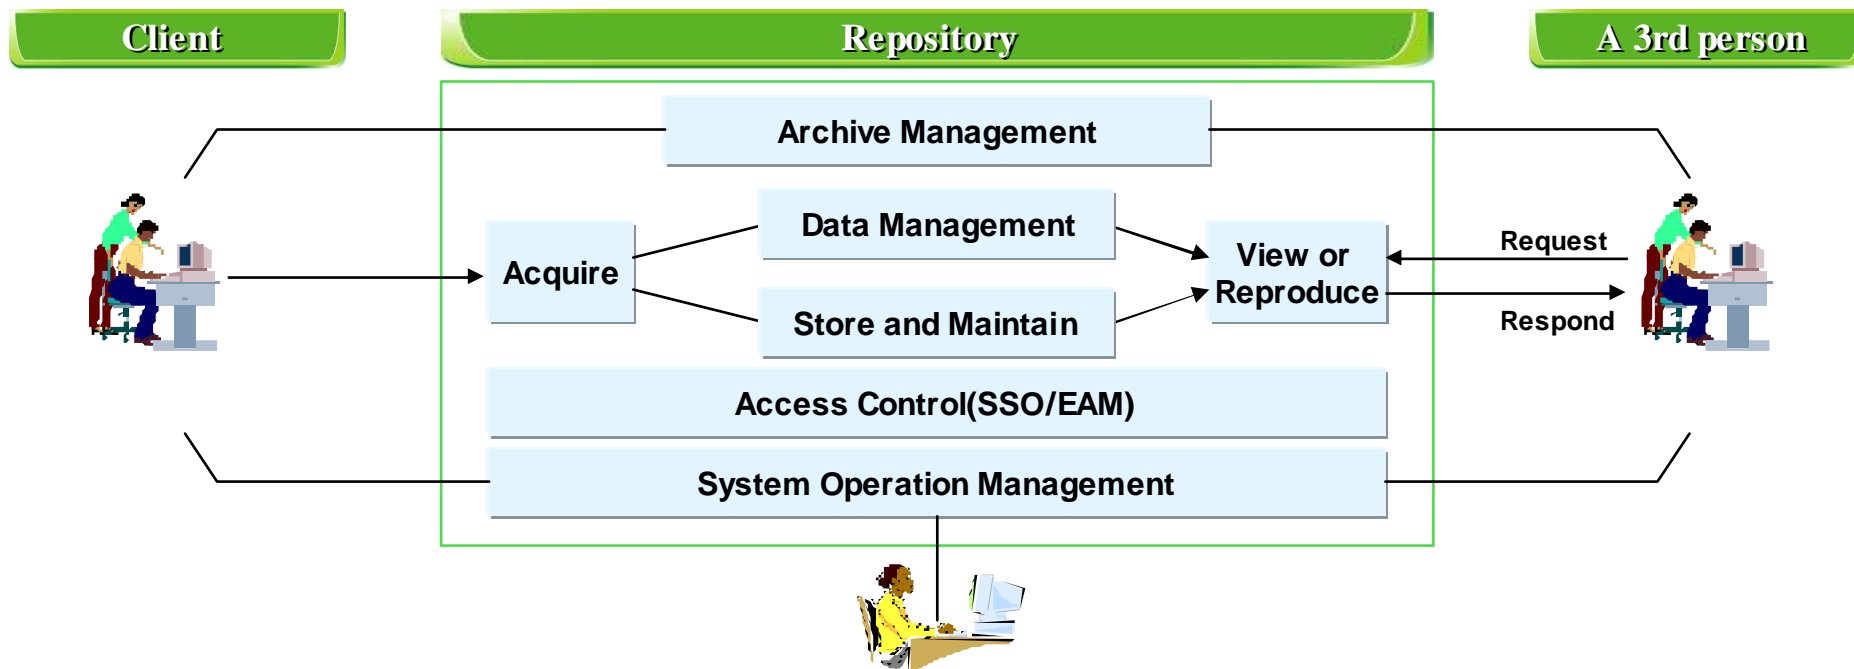 Client
Repository
A 3rd person
Archive Management
Data Management
Acquire
View or
Reproduce
Request
Store and Maintain
Respond
Access Control(SSO/EAM)
System Operation Management